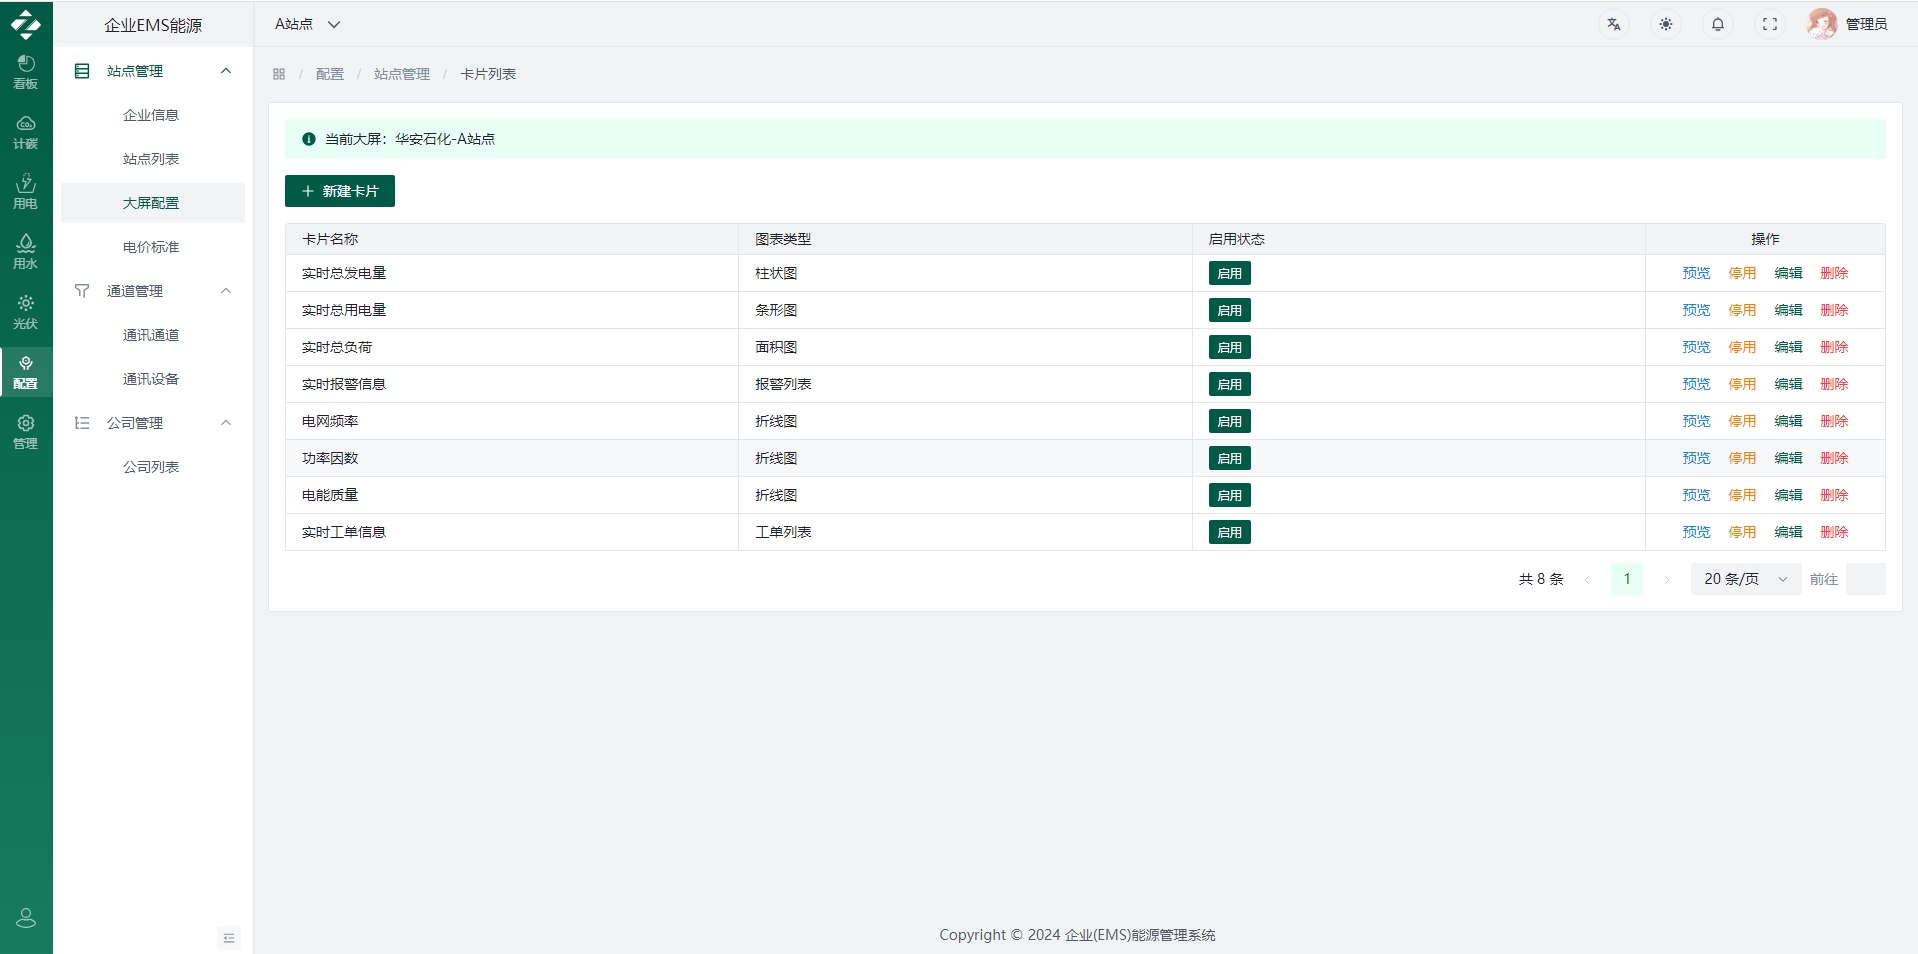 企业EMS能源
A站点
管理员
看板
计碳
用电
用水
光伏
配置
管理
站点管理
企业信息
站点列表
大屏配置
电价标准
通道管理
通讯通道
通讯设备
公司管理
公司列表
/ 配置 / 站点管理 / 卡片列表
当前大屏：华安石化-A站点
+ 新建卡片
卡片名称 图表类型 启用状态 操作
实时总发电量 柱状图 启用 预览 停用 编辑 删除
实时总用电量 条形图 启用 预览 停用 编辑 删除
实时总负荷 面积图 启用 预览 停用 编辑 删除
实时报警信息 报警列表 启用 预览 停用 编辑 删除
电网频率 折线图 启用 预览 停用 编辑 删除
功率因数 折线图 启用 预览 停用 编辑 删除
电能质量 折线图 启用 预览 停用 编辑 删除
实时工单信息 工单列表 启用 预览 停用 编辑 删除
共 8 条 1 20 条/页 前往
Copyright © 2024 企业(EMS)能源管理系统